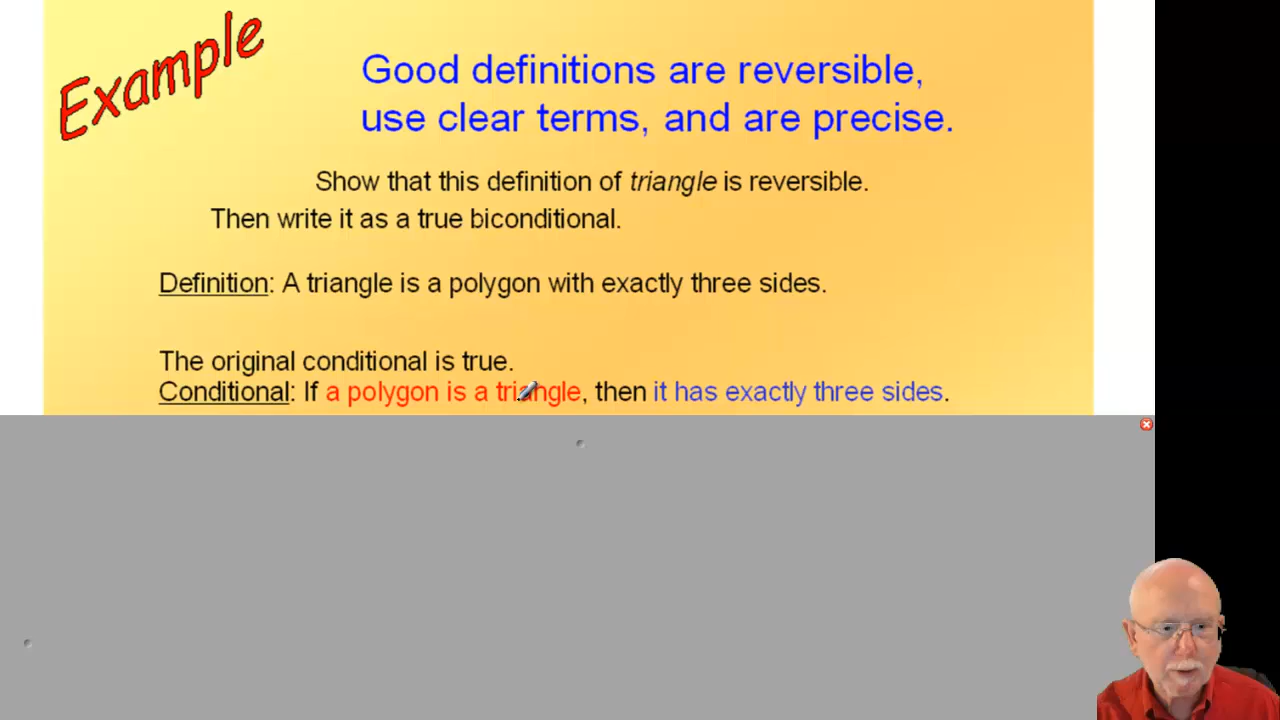 Example
Good definitions are reversible,
use clear terms, and are precise.
Show that this definition of triangle is reversible.
Then write it as a true biconditional.
Definition: A triangle is a polygon with exactly three sides.
The original conditional is true.
Conditional: If a polygon is a triangle, then it has exactly three sides.